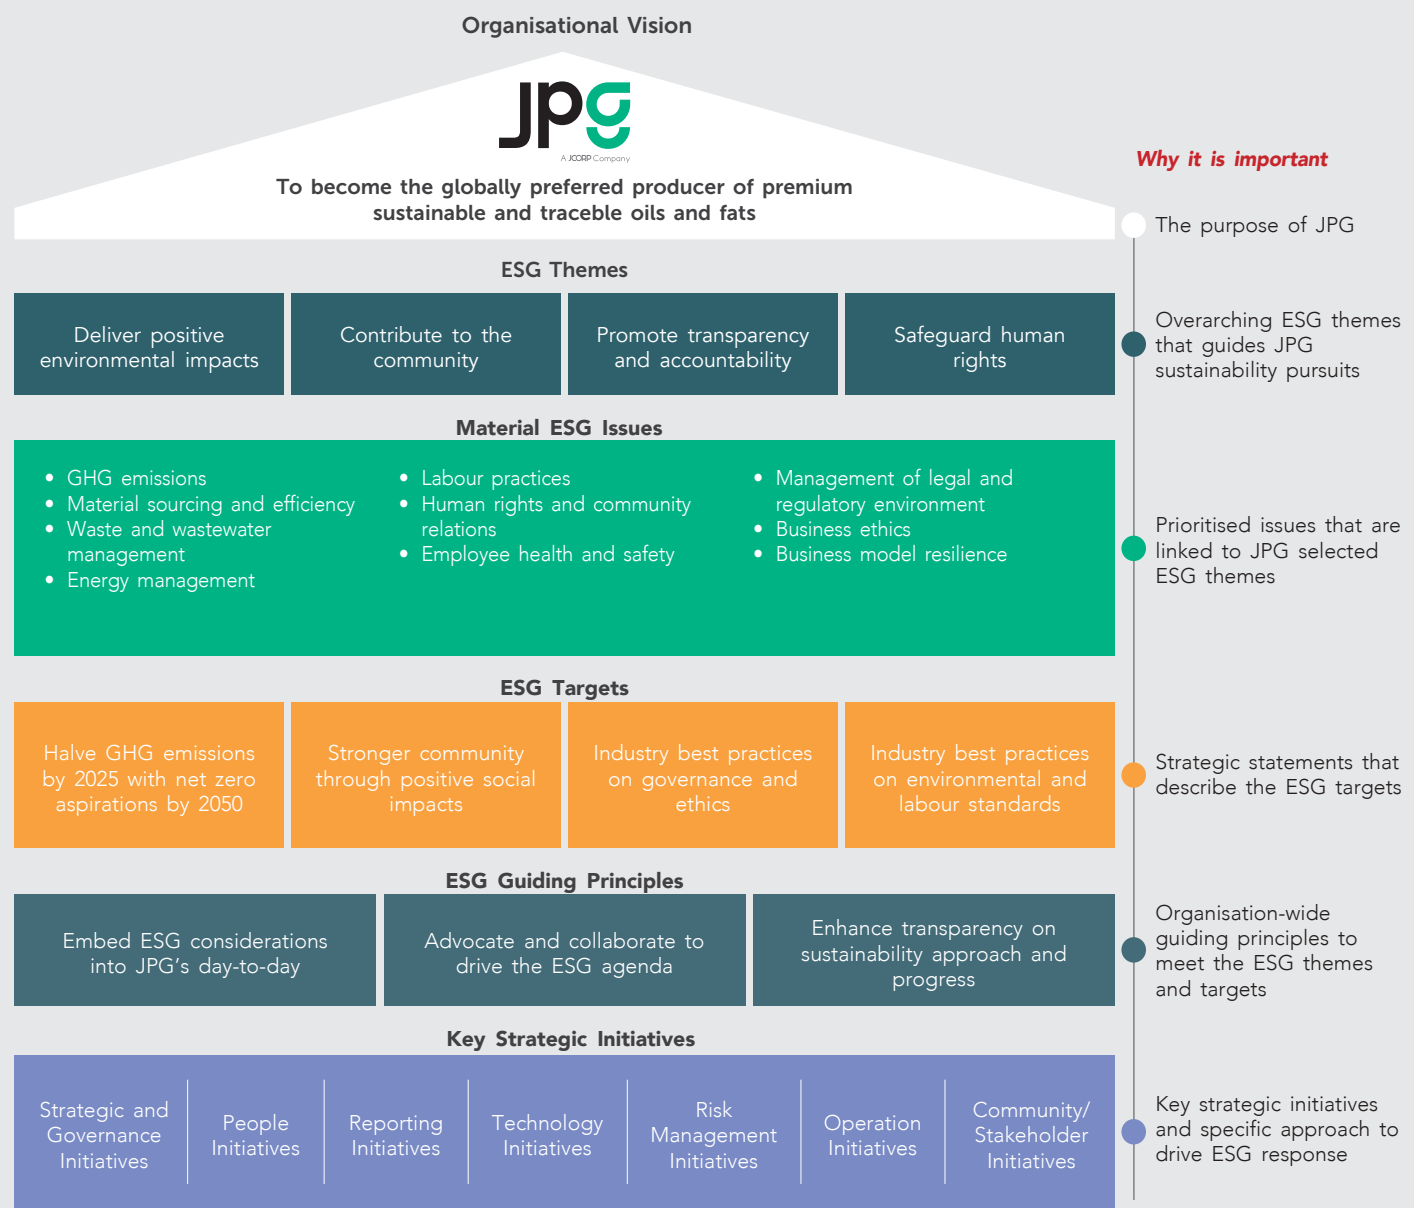 Organisational Vision
JPG
A JCORP Company
To become the globally preferred producer of premium
sustainable and traceble oils and fats
Why it is important
The purpose of JPG
ESG Themes
Deliver positive
environmental impacts
Contribute to the
community
Promote transparency
and accountability
Safeguard human
rights
Overarching ESG themes
that guides JPG
sustainability pursuits
Material ESG Issues
• GHG emissions
• Material sourcing and efficiency
• Waste and wastewater
management
• Energy management
• Labour practices
• Human rights and community
relations
• Employee health and safety
• Management of legal and
regulatory environment
• Business ethics
• Business model resilience
Prioritised issues that are
linked to JPG selected
ESG themes
ESG Targets
Halve GHG emissions
by 2025 with net zero
aspirations by 2050
Stronger community
through positive social
impacts
Industry best practices
on governance and
ethics
Industry best practices
on environmental and
labour standards
Strategic statements that
describe the ESG targets
ESG Guiding Principles
Embed ESG considerations
into JPG's day-to-day
Advocate and collaborate to
drive the ESG agenda
Enhance transparency on
sustainability approach and
progress
Organisation-wide
guiding principles to
meet the ESG themes
and targets
Key Strategic Initiatives
Strategic and
Governance
Initiatives
People
Initiatives
Reporting
Initiatives
Technology
Initiatives
Risk
Management
Initiatives
Operation
Initiatives
Community/
Stakeholder
Initiatives
Key strategic initiatives
and specific approach to
drive ESG response